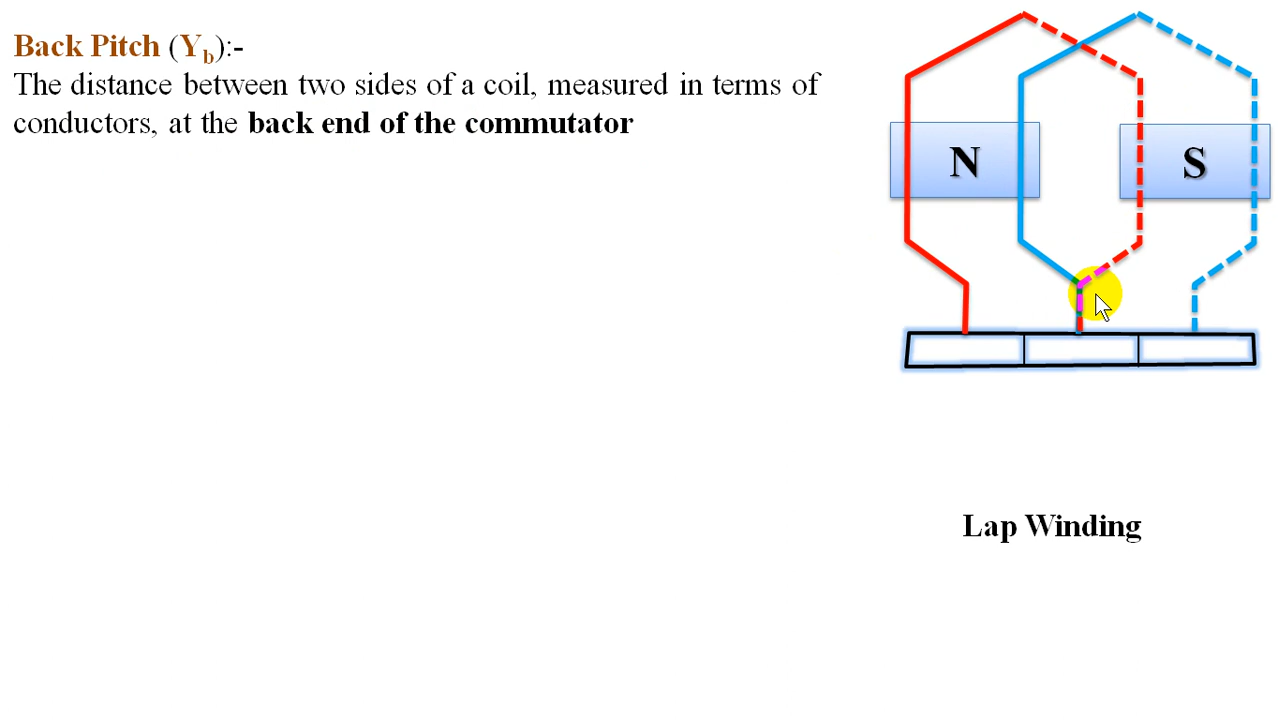 Back Pitch (Yb):-
The distance between two sides of a coil, measured in terms of
conductors, at the back end of the commutator
N
S
Lap Winding